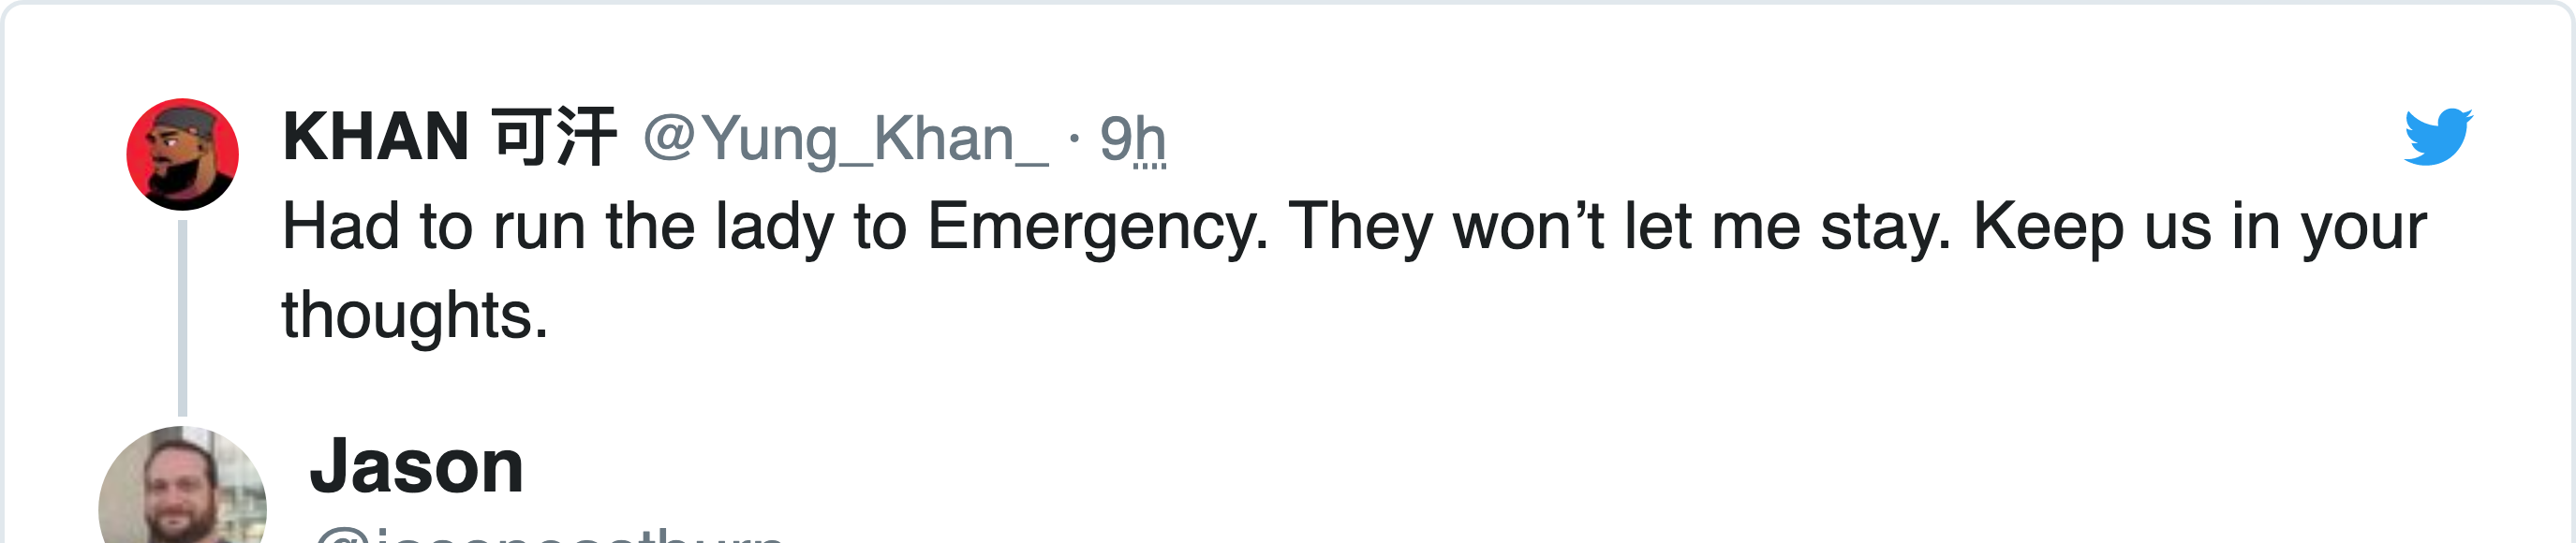 KHAN 可汗 @Yung_Khan_ · 9h
Had to run the lady to Emergency. They won’t let me stay. Keep us in your
thoughts.
Jason